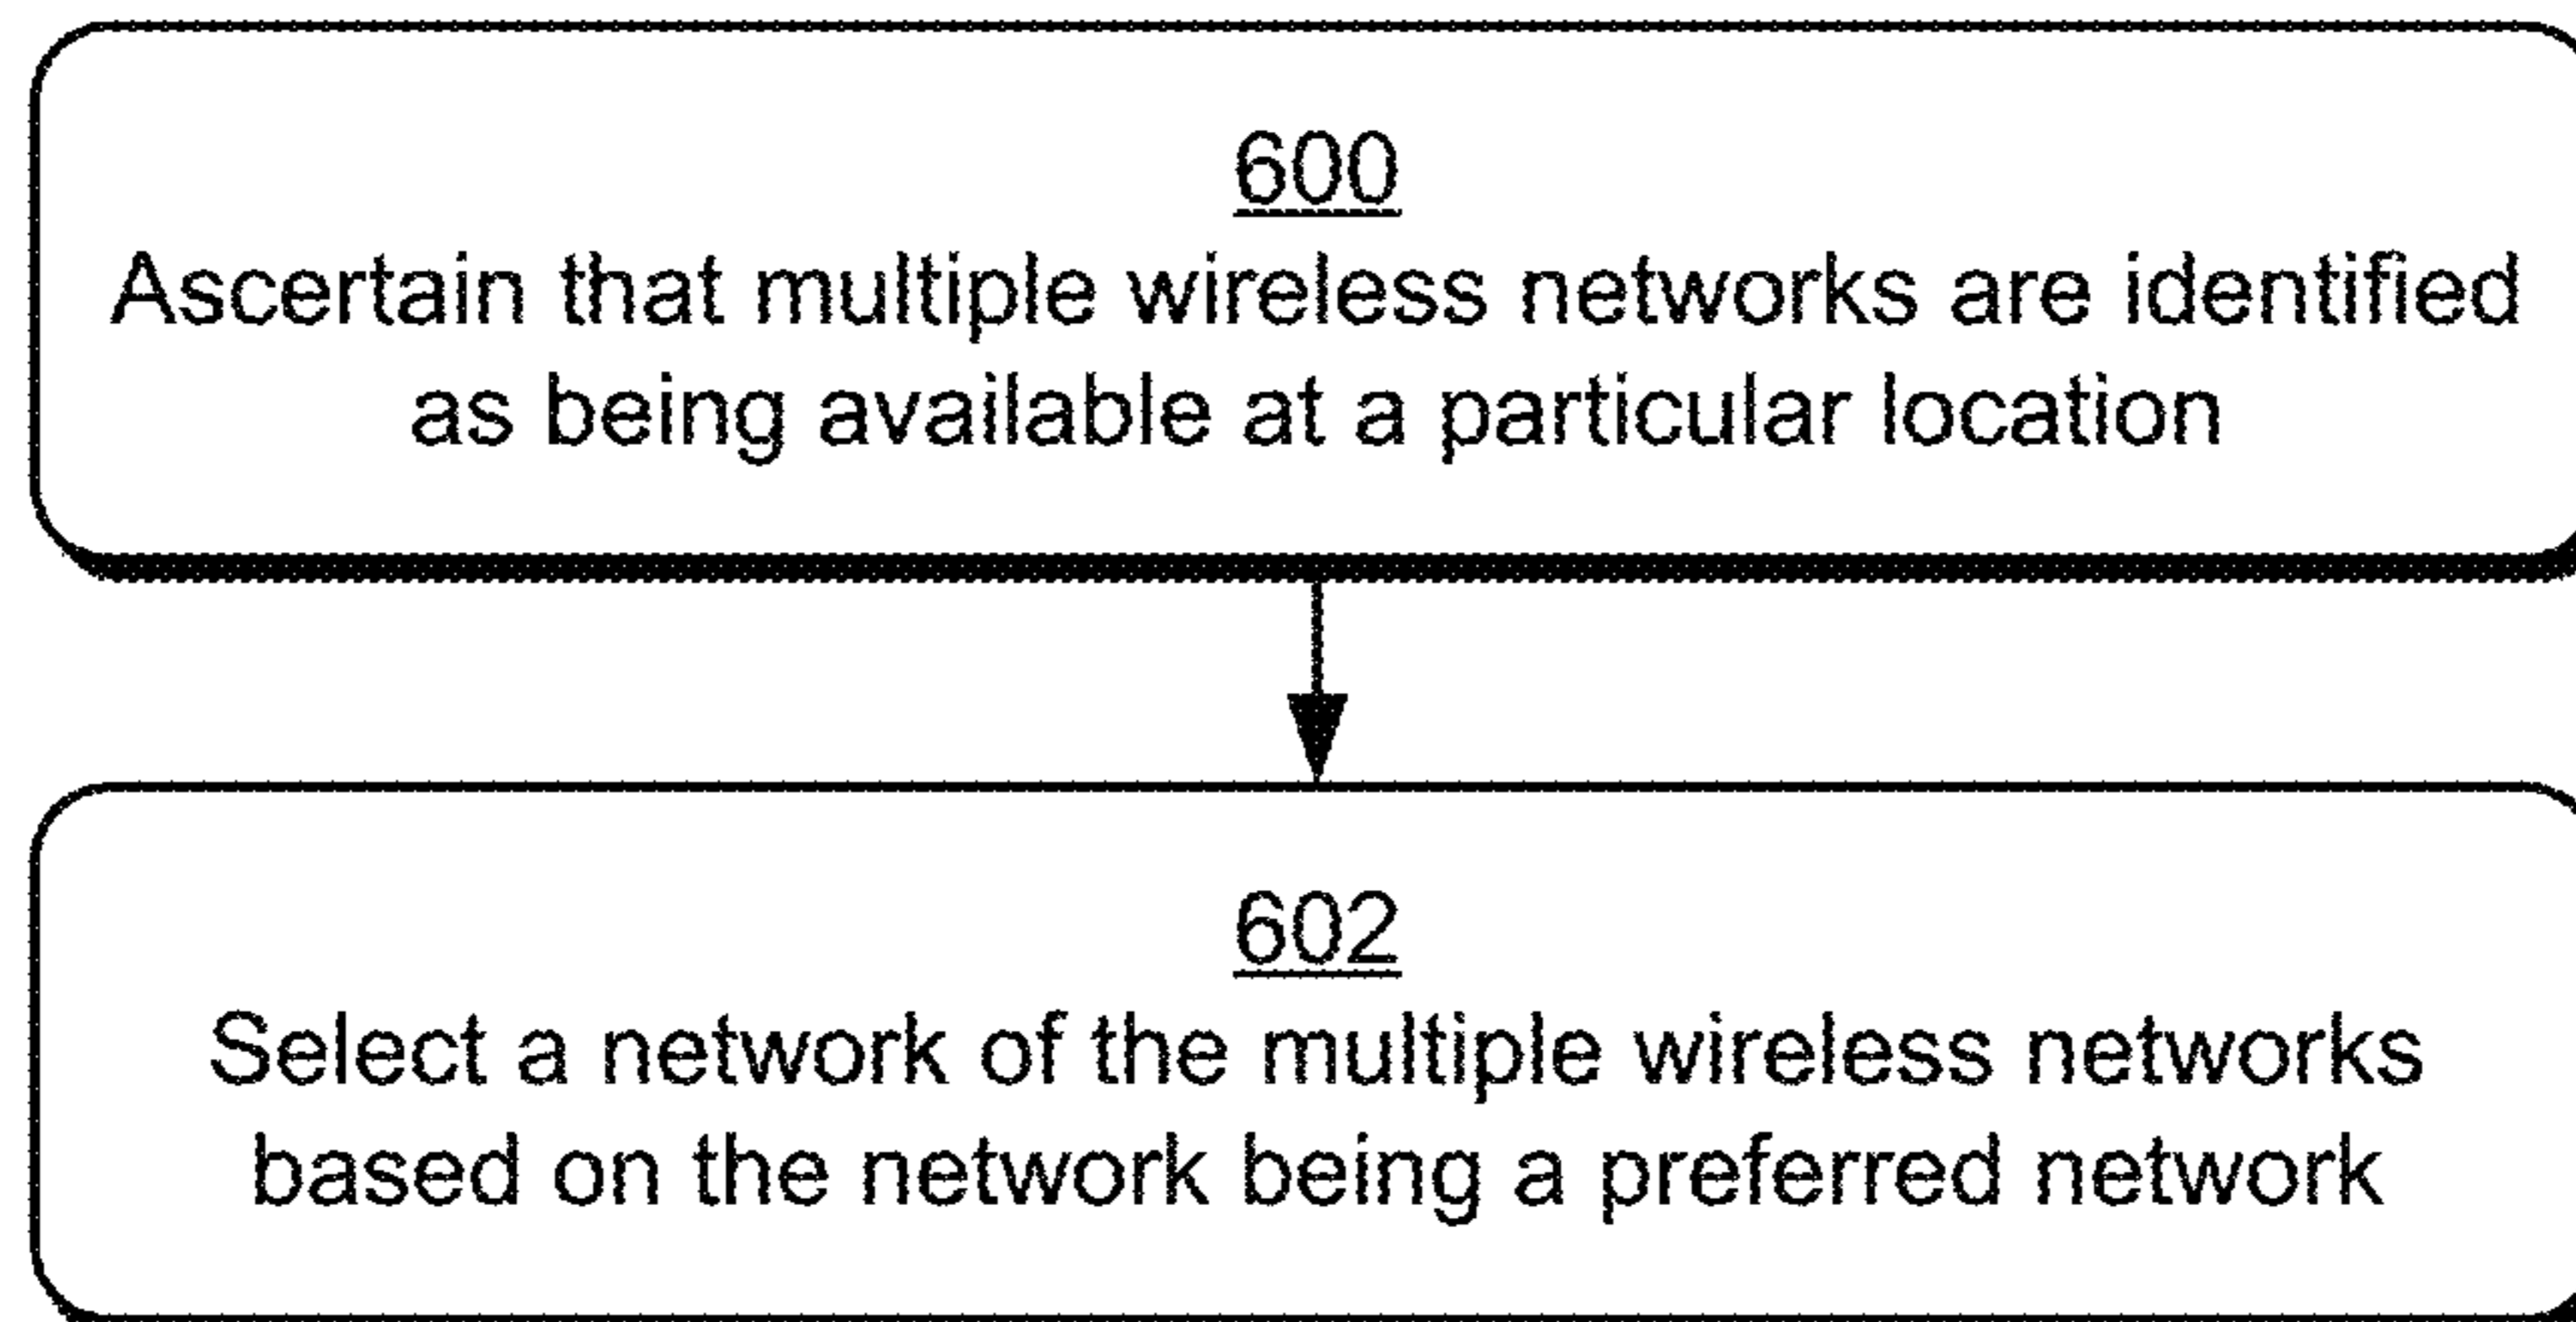 600
Ascertain that multiple wireless networks are identified
as being available at a particular location
602
Select a network of the multiple wireless networks
based on the network being a preferred network